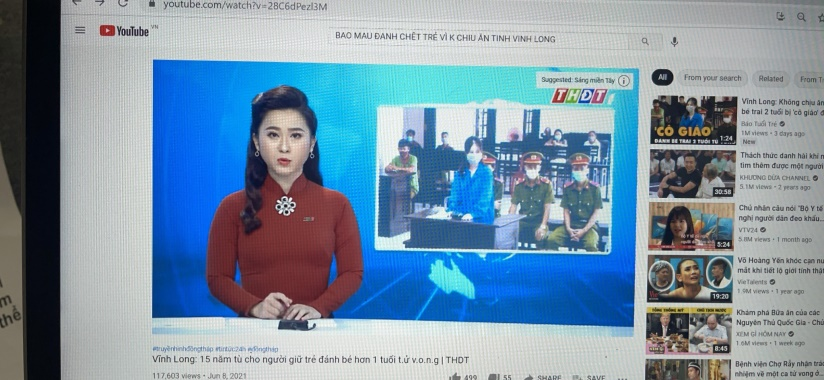 youtube.com/watch?v=28C6dPezl3M
YouTube VN
BAO MAU ĐANH CHẾT TRẺ VÌ K CHIU ĂN TINH VINH LONG
Suggested: Sáng miền Tây
THĐT1
All
From your search
Related
#truyềnhìnhđồngtháp #tintức24h #đồngtháp
Vĩnh Long: 15 năm tù cho người giữ trẻ đánh bé hơn 1 tuổi t.ử v.o.n.g | THDT
117,603 views • Jun 8, 2021
499
55
SHARE
SAVE
'CÔ GIÁO'
ĐÁNH BÉ TRAI 2 TUỔI TỬ
1:24
Vĩnh Long: Không chịu ăn
bé trai 2 tuổi bị 'cô giáo' đ
Báo Tuổi Trẻ
1M views • 3 days ago
New
30:58
Thách thức danh hài khi n
tìm thêm được một người
KHƯƠNG DỪA CHANNEL
5.1M views • 2 years ago
5:24
Chủ nhân câu nói "Bộ Y tế
nghị người dân đeo khẩu...
VTV24
5.8M views • 1 month ago
19:20
Võ Hoàng Yến khóc cạn nư
mắt khi tiết lộ giới tính thật
VieTalents
1.9M views • 1 year ago
8:45
Khám phá Bữa ăn của các
Nguyên Thủ Quốc Gia - Chủ
XEM GÌ HÔM NAY
1.6M views • 1 week ago
Bệnh viện Chợ Rẫy nhận trác
nhiệm về một ca tử vong ở...
m
thể